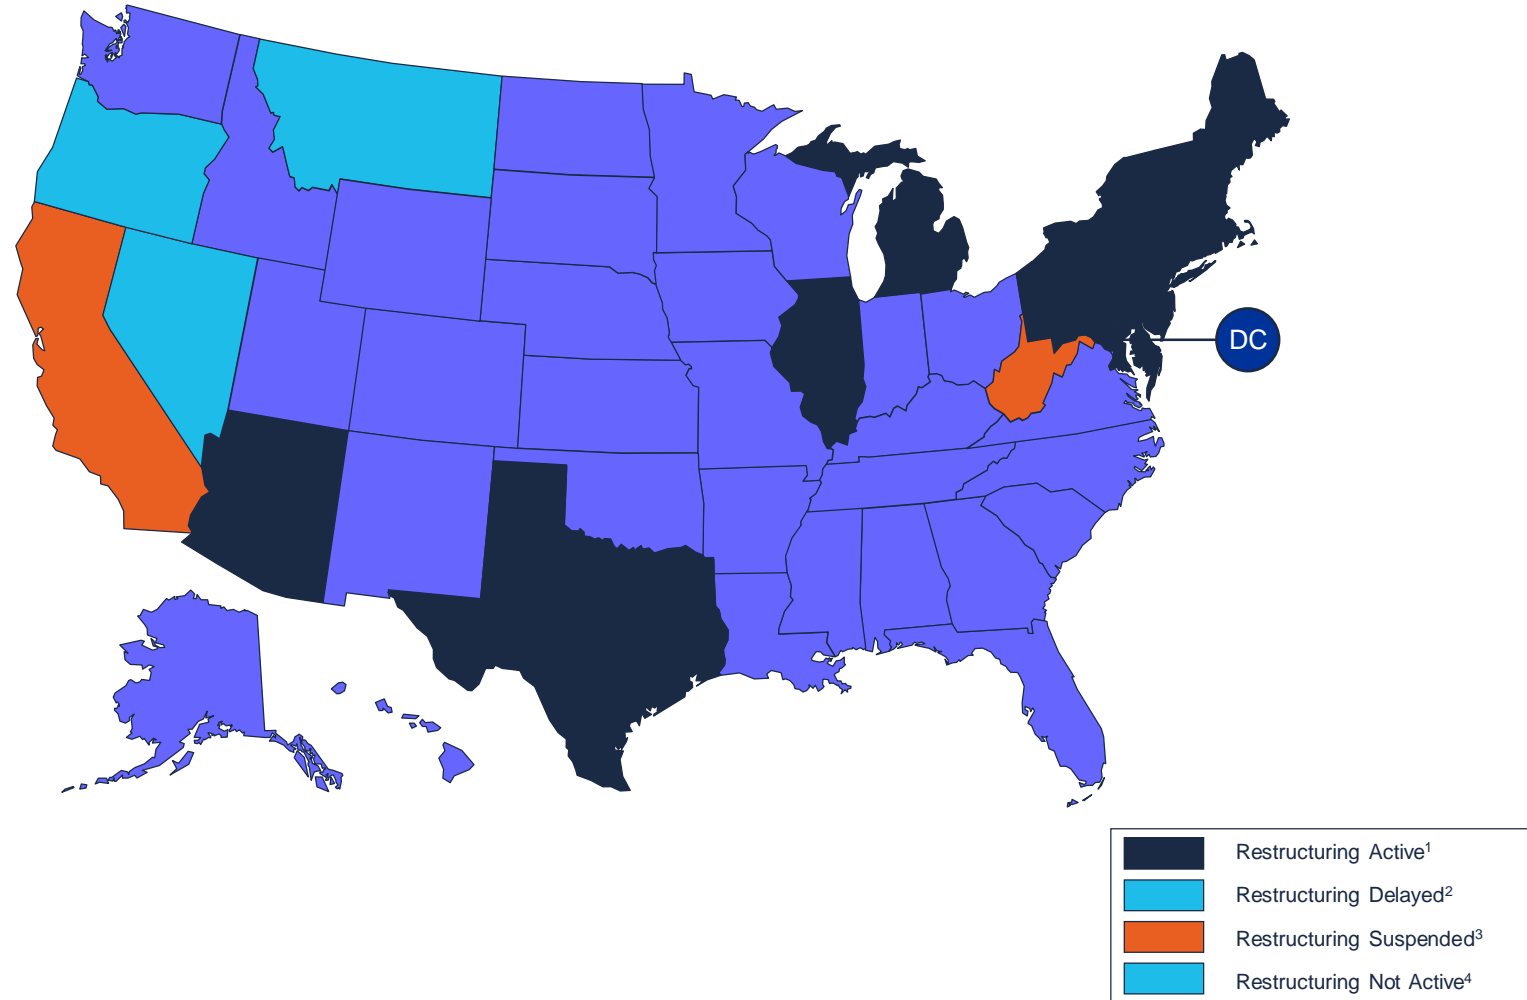 DC
Restructuring Active¹
Restructuring Delayed²
Restructuring Suspended³
Restructuring Not Active⁴